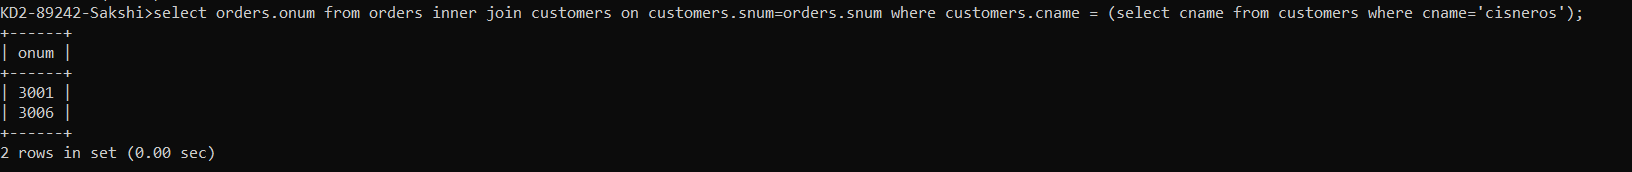 KD2-89242-Sakshi>select orders.onum from orders inner join customers on customers.snum=orders.snum where customers.cname = (select cname from customers where cname='cisneros');
+------+
| onum |
+------+
| 3001 |
| 3006 |
+------+
2 rows in set (0.00 sec)